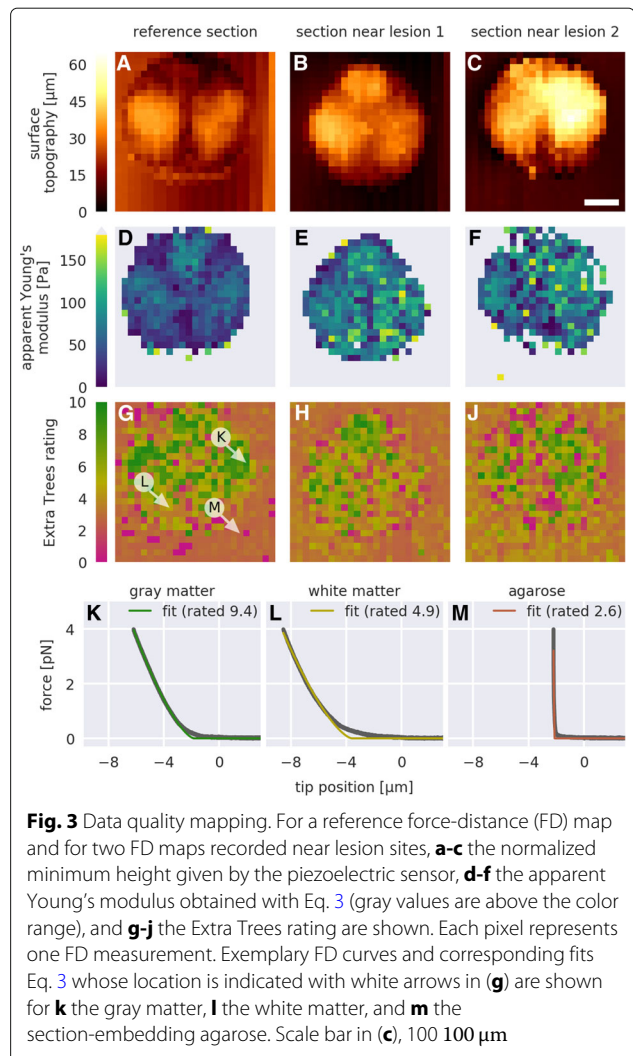 reference section section near lesion 1 section near lesion 2
surface topography [μm]
60
45
30
15
0
A B C
apparent Young's modulus [Pa]
150
100
50
0
D E F
Extra Trees rating
10
8
6
4
2
0
G H J
K
L
M
gray matter white matter agarose
K fit (rated 9.4) L fit (rated 4.9) M fit (rated 2.6)
force [pN]
4
2
0
−8 −4 0 −8 −4 0 −8 −4 0
tip position [μm]
Fig. 3 Data quality mapping. For a reference force-distance (FD) map
and for two FD maps recorded near lesion sites, a-c the normalized
minimum height given by the piezoelectric sensor, d-f the apparent
Young's modulus obtained with Eq. 3 (gray values are above the color
range), and g-j the Extra Trees rating are shown. Each pixel represents
one FD measurement. Exemplary FD curves and corresponding fits
Eq. 3 whose location is indicated with white arrows in (g) are shown
for k the gray matter, l the white matter, and m the
section-embedding agarose. Scale bar in (c), 100 100 μm